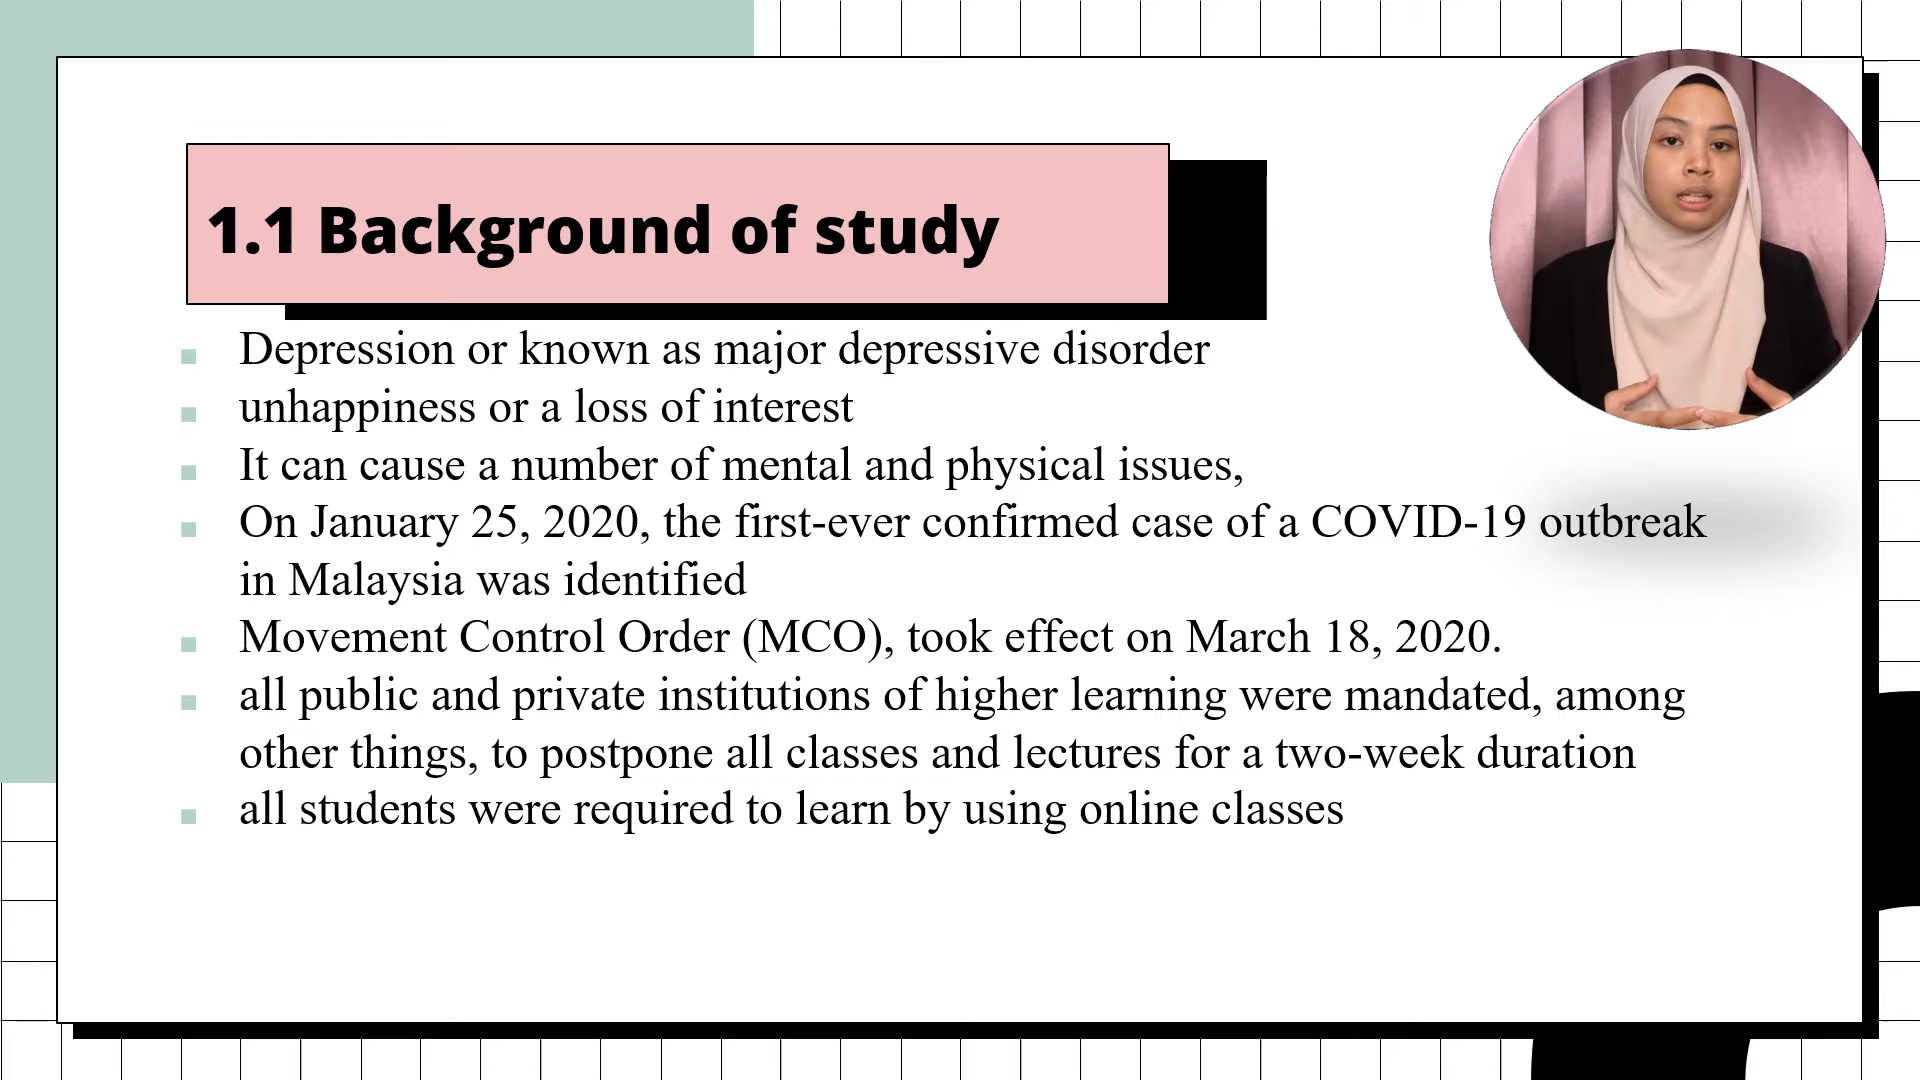 1.1 Background of study
Depression or known as major depressive disorder
unhappiness or a loss of interest
It can cause a number of mental and physical issues,
On January 25, 2020, the first-ever confirmed case of a COVID-19 outbreak
in Malaysia was identified
Movement Control Order (MCO), took effect on March 18, 2020.
all public and private institutions of higher learning were mandated, among
other things, to postpone all classes and lectures for a two-week duration
all students were required to learn by using online classes